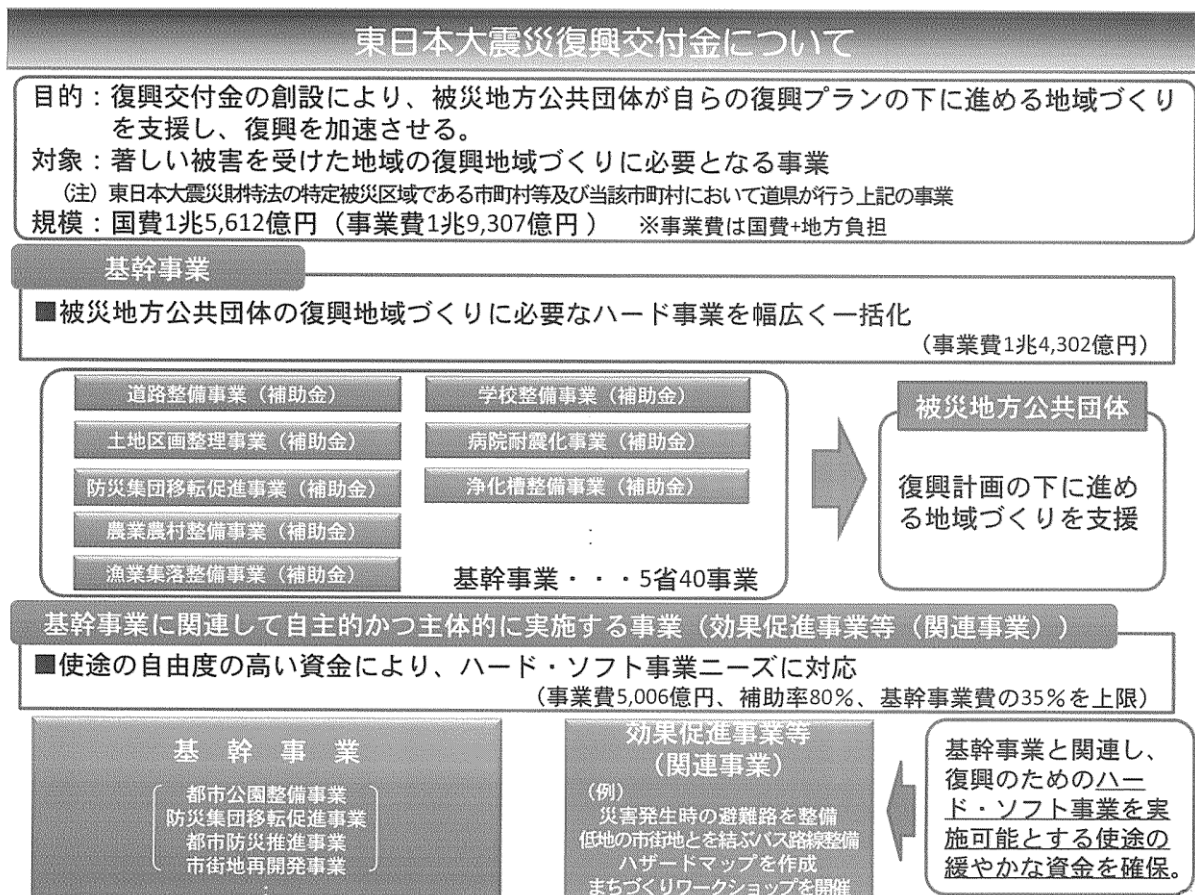 東日本大震災復興交付金について
目的：復興交付金の創設により、被災地方公共団体が自らの復興プランの下に進める地域づくり
を支援し、復興を加速させる。
対象：著しい被害を受けた地域の復興地域づくりに必要となる事業
（注）東日本大震災財特法の特定被災区域である市町村等及び当該市町村において道県が行う上記の事業
規模：国費1兆5,612億円（事業費1兆9,307億円）　※事業費は国費+地方負担
基幹事業
■被災地方公共団体の復興地域づくりに必要なハード事業を幅広く一括化
（事業費1兆4,302億円）
道路整備事業（補助金）
土地区画整理事業（補助金）
防災集団移転促進事業（補助金）
農業農村整備事業（補助金）
漁業集落整備事業（補助金）
学校整備事業（補助金）
病院耐震化事業（補助金）
浄化槽整備事業（補助金）
：
基幹事業・・・5省40事業
被災地方公共団体
復興計画の下に進め
る地域づくりを支援
基幹事業に関連して自主的かつ主体的に実施する事業（効果促進事業等（関連事業））
■使途の自由度の高い資金により、ハード・ソフト事業ニーズに対応
（事業費5,006億円、補助率80％、基幹事業費の35％を上限）
基幹事業
都市公園整備事業
防災集団移転促進事業
都市防災推進事業
市街地再開発事業
：
効果促進事業等
（関連事業）
（例）
災害発生時の避難路を整備
低地の市街地とを結ぶバス路線整備
ハザードマップを作成
まちづくりワークショップを開催
基幹事業と関連し、
復興のためのハー
ド・ソフト事業を実
施可能とする使途の
緩やかな資金を確保。